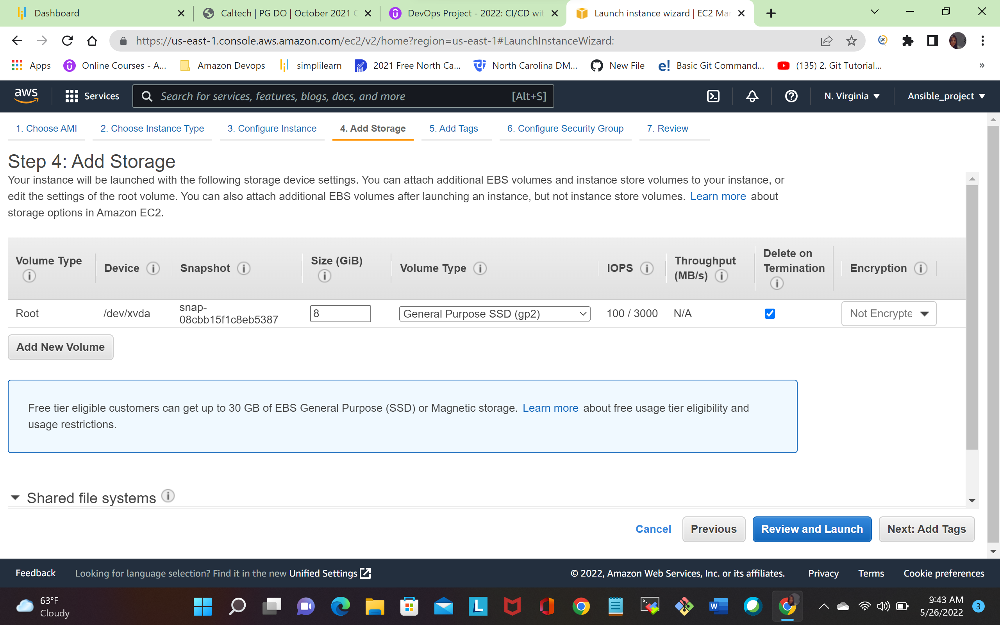 Dashboard
Caltech | PG DO | October 2021 C
DevOps Project - 2022: CI/CD wit
Launch instance wizard | EC2 Mar
https://us-east-1.console.aws.amazon.com/ec2/v2/home?region=us-east-1#LaunchInstanceWizard:
Apps
Online Courses - A...
Amazon Devops
simplilearn
2021 Free North Ca...
North Carolina DM...
New File
Basic Git Command...
(135) 2. Git Tutorial...
»
aws
Services
Search for services, features, blogs, docs, and more
[Alt+S]
N. Virginia
Ansible_project
1. Choose AMI
2. Choose Instance Type
3. Configure Instance
4. Add Storage
5. Add Tags
6. Configure Security Group
7. Review
Step 4: Add Storage
Your instance will be launched with the following storage device settings. You can attach additional EBS volumes and instance store volumes to your instance, or
edit the settings of the root volume. You can also attach additional EBS volumes after launching an instance, but not instance store volumes. Learn more about
storage options in Amazon EC2.
Volume Type
Device
Snapshot
Size (GiB)
Volume Type
IOPS
Throughput
(MB/s)
Delete on
Termination
Encryption
Root
/dev/xvda
snap-
08cbb15f1c8eb5387
8
General Purpose SSD (gp2)
100 / 3000
N/A
Not Encrypte
Add New Volume
Free tier eligible customers can get up to 30 GB of EBS General Purpose (SSD) or Magnetic storage. Learn more about free usage tier eligibility and
usage restrictions.
Shared file systems
Cancel
Previous
Review and Launch
Next: Add Tags
Feedback
Looking for language selection? Find it in the new Unified Settings
© 2022, Amazon Web Services, Inc. or its affiliates.
Privacy
Terms
Cookie preferences
63°F
Cloudy
9:43 AM
5/26/2022
3